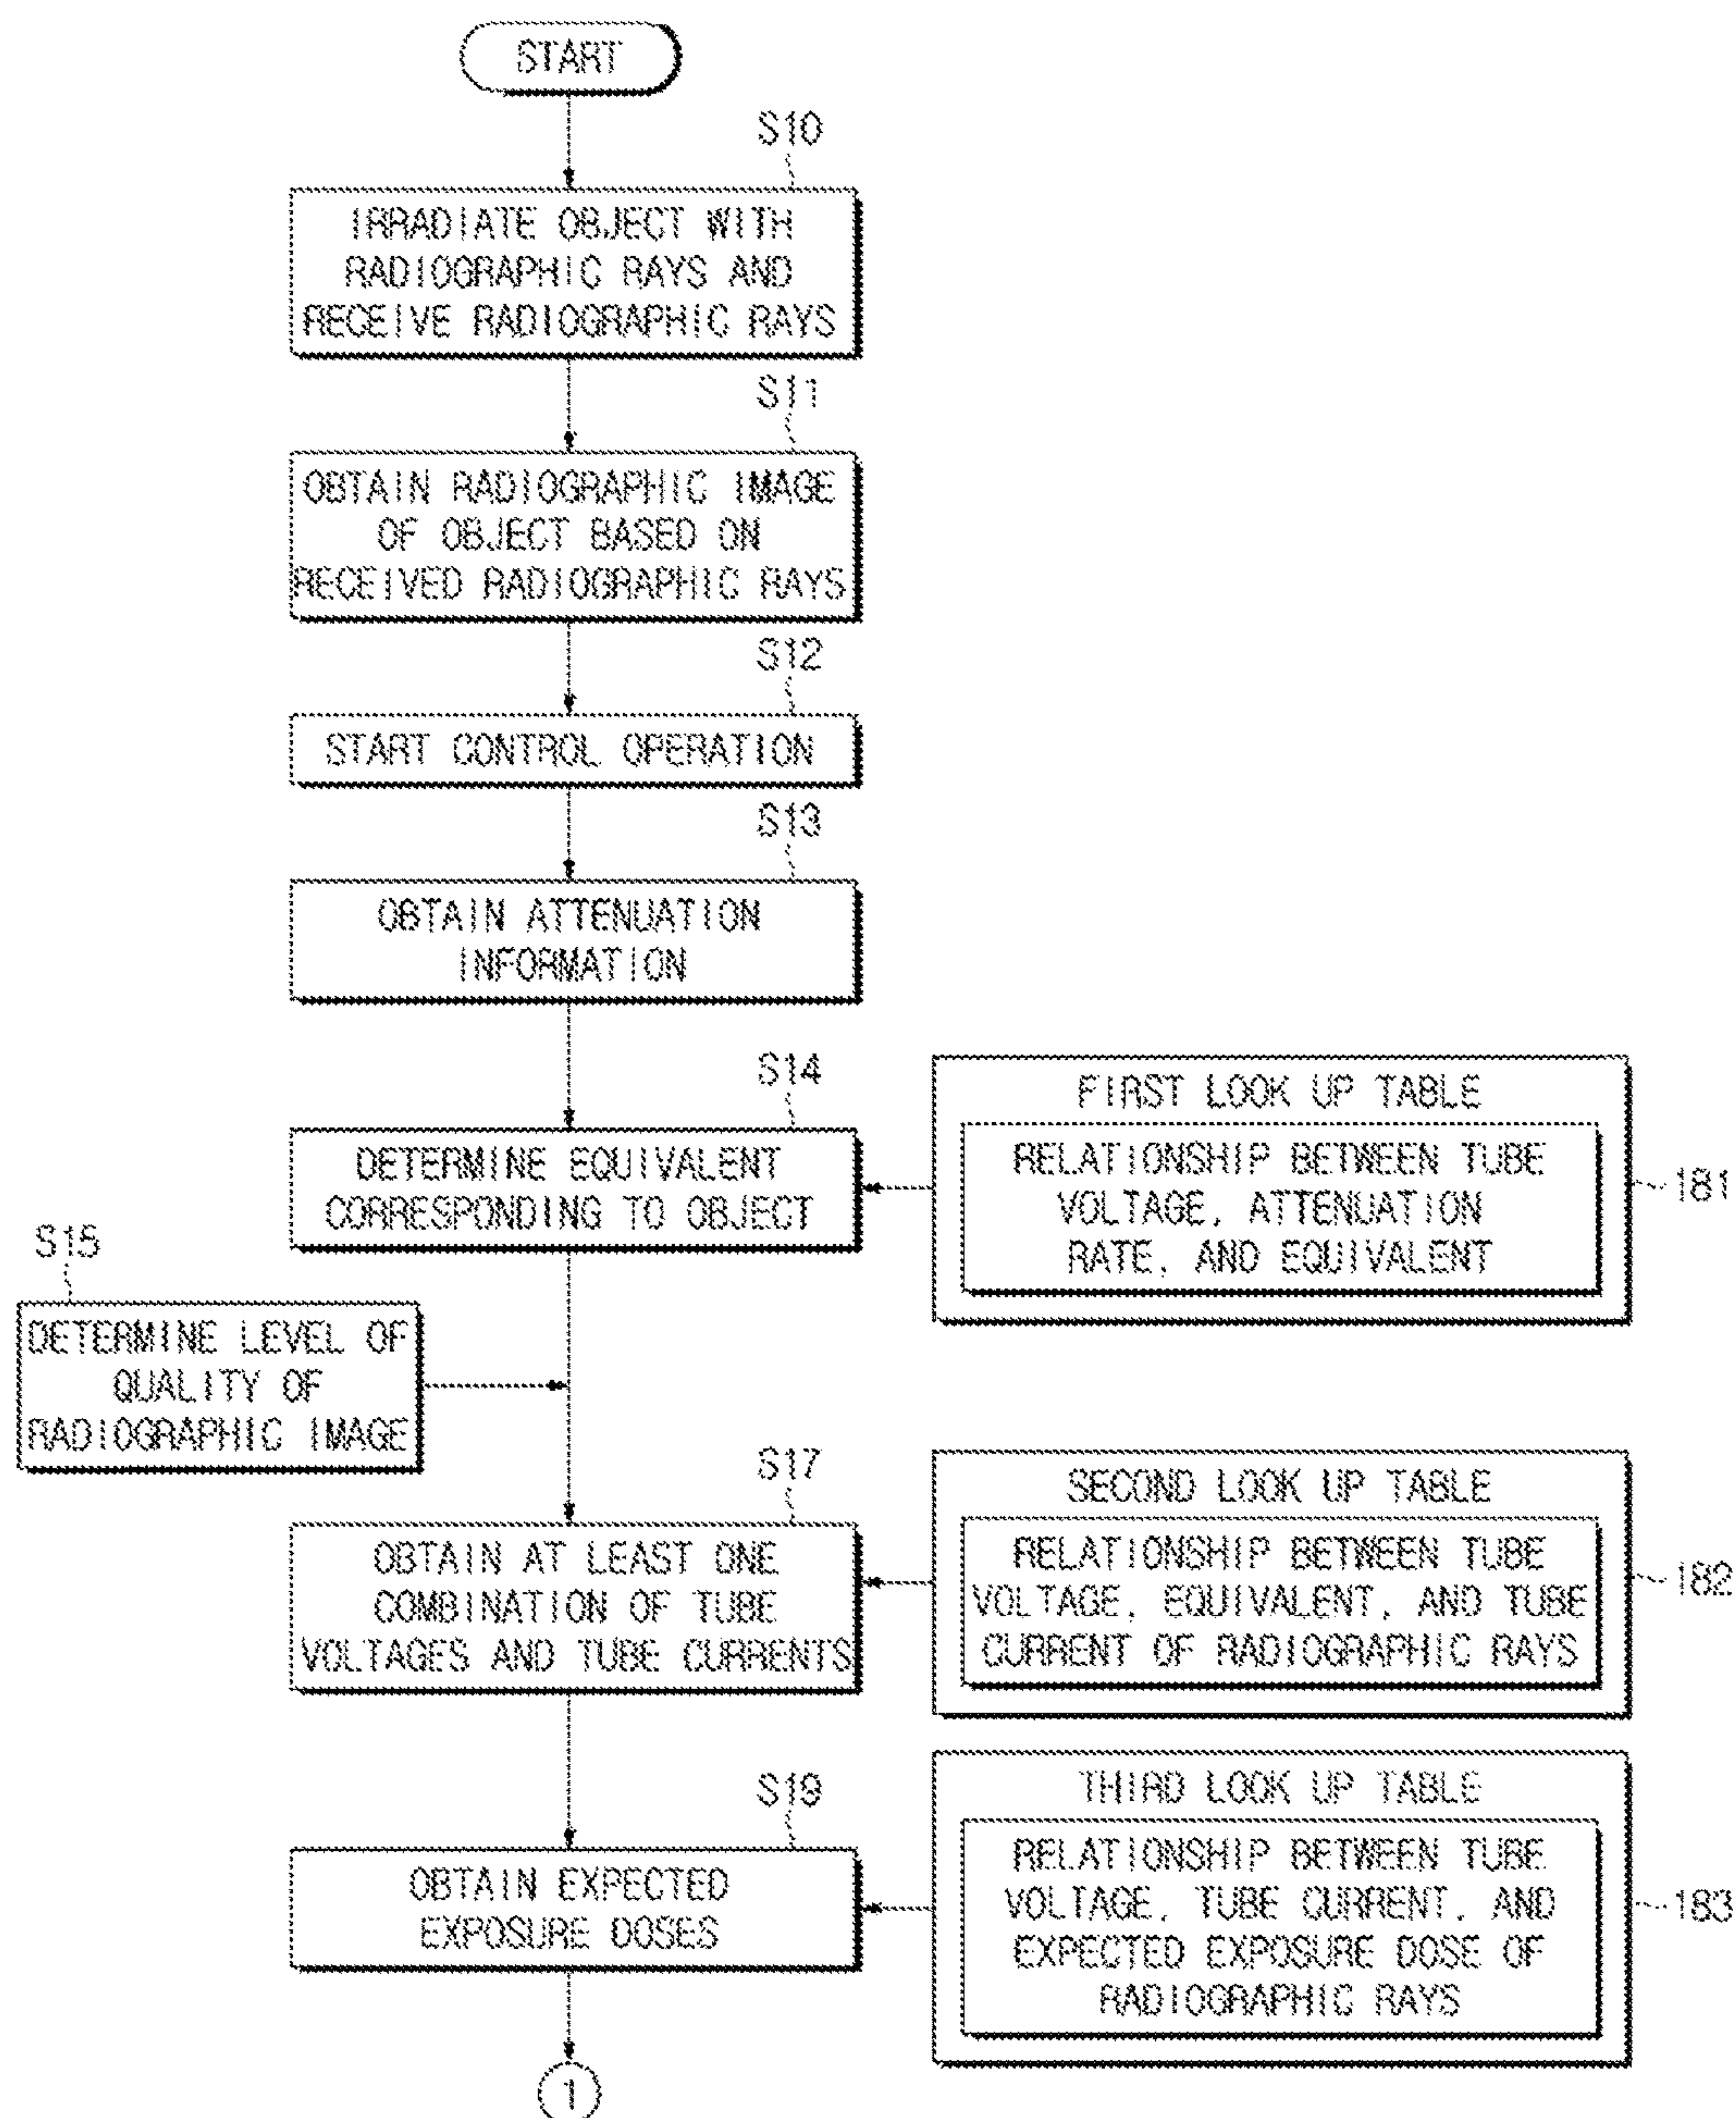 START
S10
IRRADIATE OBJECT WITH
RADIOGRAPHIC RAYS AND
RECEIVE RADIOGRAPHIC RAYS
S11
OBTAIN RADIOGRAPHIC IMAGE
OF OBJECT BASED ON
RECEIVED RADIOGRAPHIC RAYS
S12
START CONTROL OPERATION
S13
OBTAIN ATTENUATION
INFORMATION
S14
DETERMINE EQUIVALENT
CORRESPONDING TO OBJECT
FIRST LOOK UP TABLE
RELATIONSHIP BETWEEN TUBE
VOLTAGE, ATTENUATION
RATE, AND EQUIVALENT
181
S15
DETERMINE LEVEL OF
QUALITY OF
RADIOGRAPHIC IMAGE
S17
OBTAIN AT LEAST ONE
COMBINATION OF TUBE
VOLTAGES AND TUBE CURRENTS
SECOND LOOK UP TABLE
RELATIONSHIP BETWEEN TUBE
VOLTAGE, EQUIVALENT, AND TUBE
CURRENT OF RADIOGRAPHIC RAYS
182
S19
OBTAIN EXPECTED
EXPOSURE DOSES
THIRD LOOK UP TABLE
RELATIONSHIP BETWEEN TUBE
VOLTAGE, TUBE CURRENT, AND
EXPECTED EXPOSURE DOSE OF
RADIOGRAPHIC RAYS
183
1